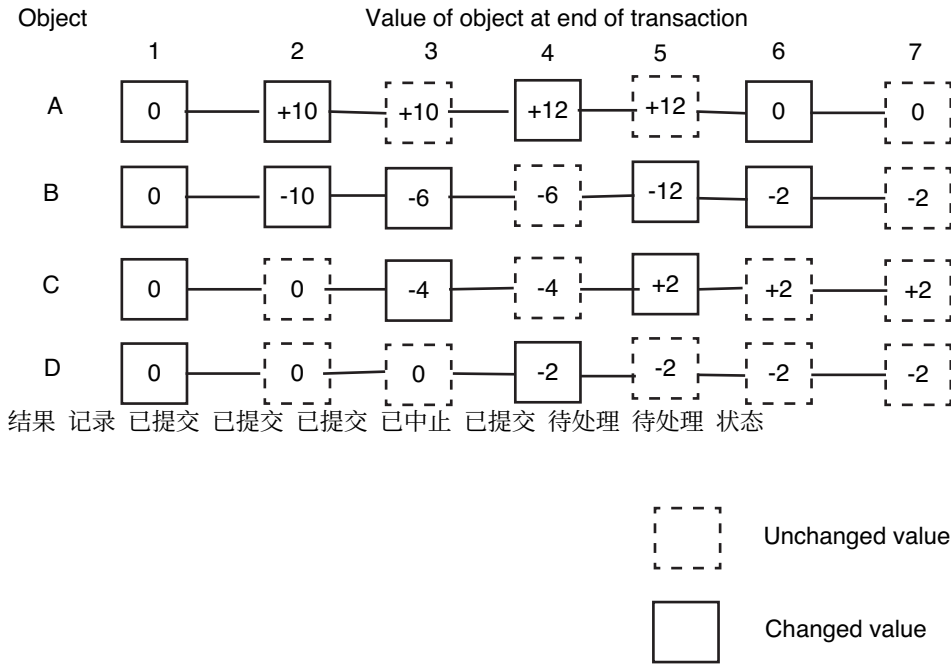 Object Value of object at end of transaction
1 2 3 4 5 6 7
A 0 +10 +10 +12 +12 0 0
B 0 -10 -6 -6 -12 -2 -2
C 0 0 -4 -4 +2 +2 +2
D 0 0 0 -2 -2 -2 -2
结果 记录 已提交 已提交 已提交 已中止 已提交 待处理 待处理 状态
Unchanged value
Changed value